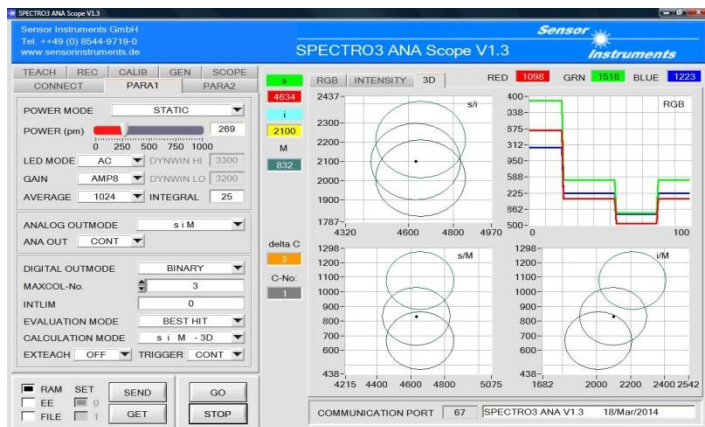 SPECTRO3 ANA Scope V1.3
Sensor Instruments GmbH
Tel. ++49 (0) 8544-9719-0
www.sensorinstruments.de
SPECTRO3 ANA Scope V1.3
Sensor Instruments
TEACH REC CALIB GEN SCOPE
CONNECT PARA1 PARA2
POWER MODE STATIC
POWER (pm) 269
0 250 500 750 1000
LED MODE AC DYNWIN HI 3300
GAIN AMP8 DYNWIN LO 3200
AVERAGE 1024 INTEGRAL 25
ANALOG OUTMODE s i M
ANA OUT CONT
DIGITAL OUTMODE BINARY
MAXCOL-No. 3
INTLIM 0
EVALUATION MODE BEST HIT
CALCULATION MODE s i M - 3D
EXTEACH OFF TRIGGER CONT
RAM SET
EE 0
FILE 1
SEND GO
GET STOP
s
4634
i
2100
M
832
delta C
2
C-No:
1
RGB INTENSITY 3D RED 1098 GRN 1518 BLUE 1223
s/i
2437-
2300-
2200-
2100-
2000-
1900-
1787-
4320 4600 4800 4970
RGB
400-
338-
875-
312-
950-
588-
225-
862-
500-
0 100
s/M
1298-
1200-
1100-
1000-
900-
800-
700-
600-
438-
4215 4400 4600 4800 5075
i/M
1298-
1200-
1100-
1000-
900-
800-
700-
600-
438-
1682 2000 2200 2400 2542
COMMUNICATION PORT 67 SPECTRO3 ANA V1.3 18/Mar/2014